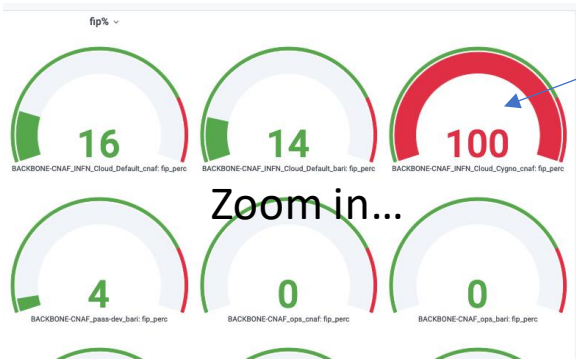 fip%
16
14
100
BACKBONE-CNAF_INFN_Cloud_Default_cnaf: fip_perc
BACKBONE-CNAF_INFN_Cloud_Default_bari: fip_perc
BACKBONE-CNAF_INFN_Cloud_Cygno_cnaf: fip_perc
Zoom in...
4
0
0
BACKBONE-CNAF_paas-dev_bari: fip_perc
BACKBONE-CNAF_ops_cnaf: fip_perc
BACKBONE-CNAF_ops_bari: fip_perc